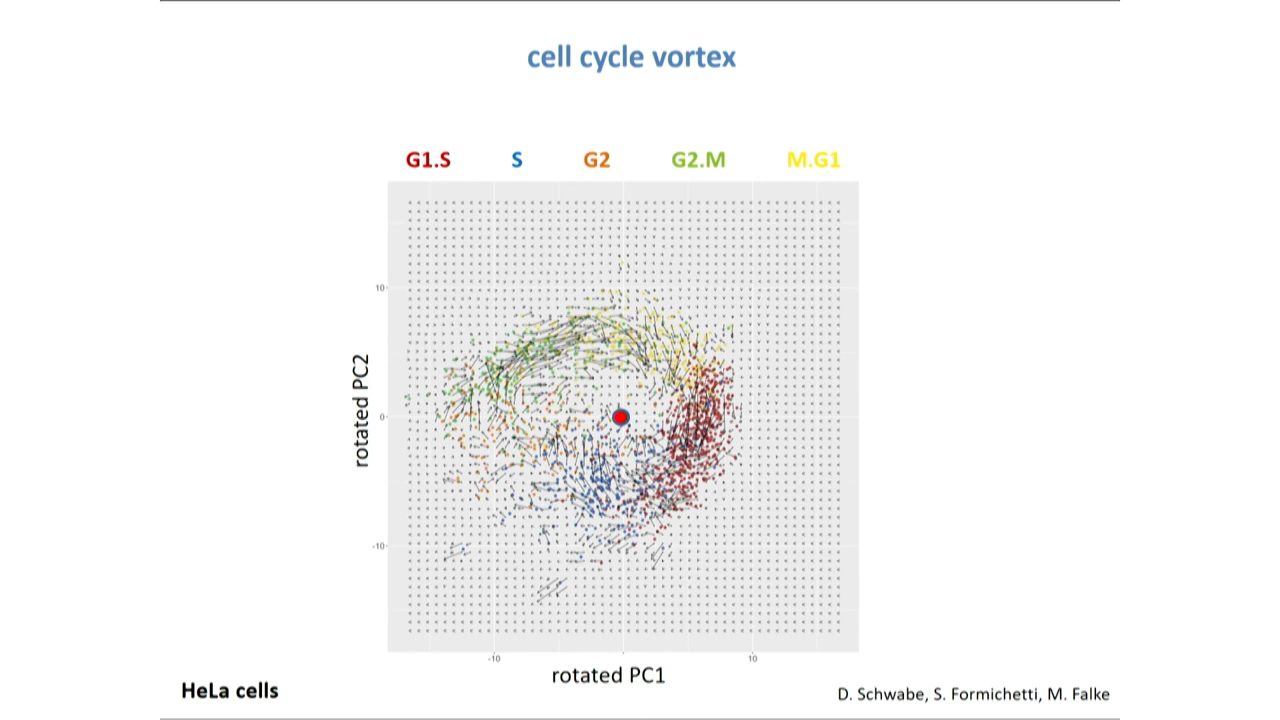 cell cycle vortex
G1.S S G2 G2.M M.G1
10
0
-10
rotated PC2
-10 10
rotated PC1
HeLa cells
D. Schwabe, S. Formichetti, M. Falke